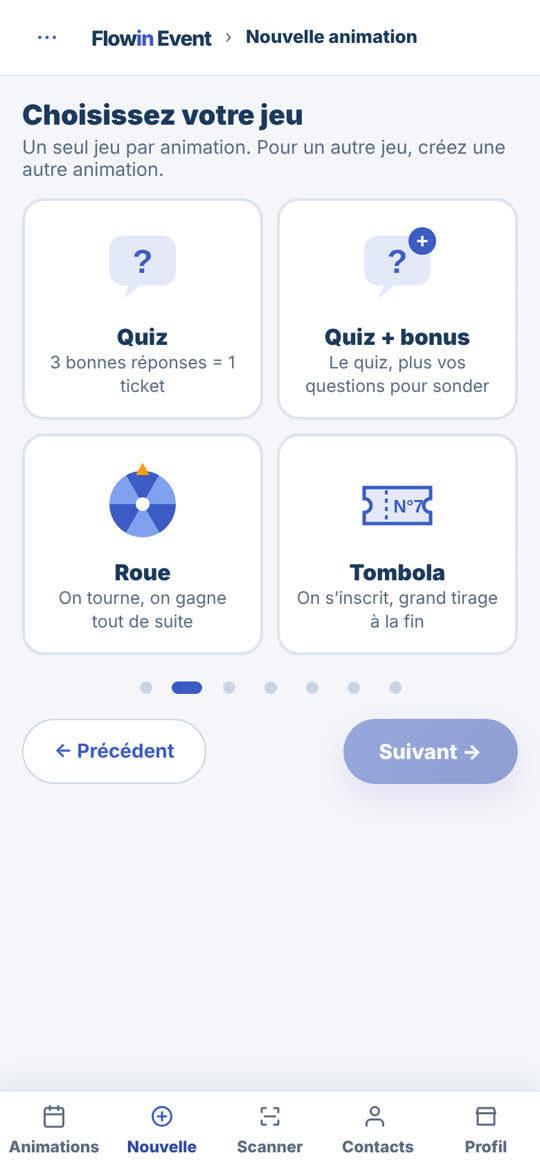 ... Flowin Event › Nouvelle animation
Choisissez votre jeu
Un seul jeu par animation. Pour un autre jeu, créez une
autre animation.
?
Quiz
3 bonnes réponses = 1
ticket
? +
Quiz + bonus
Le quiz, plus vos
questions pour sonder
Roue
On tourne, on gagne
tout de suite
N°7
Tombola
On s’inscrit, grand tirage
à la fin
← Précédent
Suivant →
Animations
Nouvelle
Scanner
Contacts
Profil